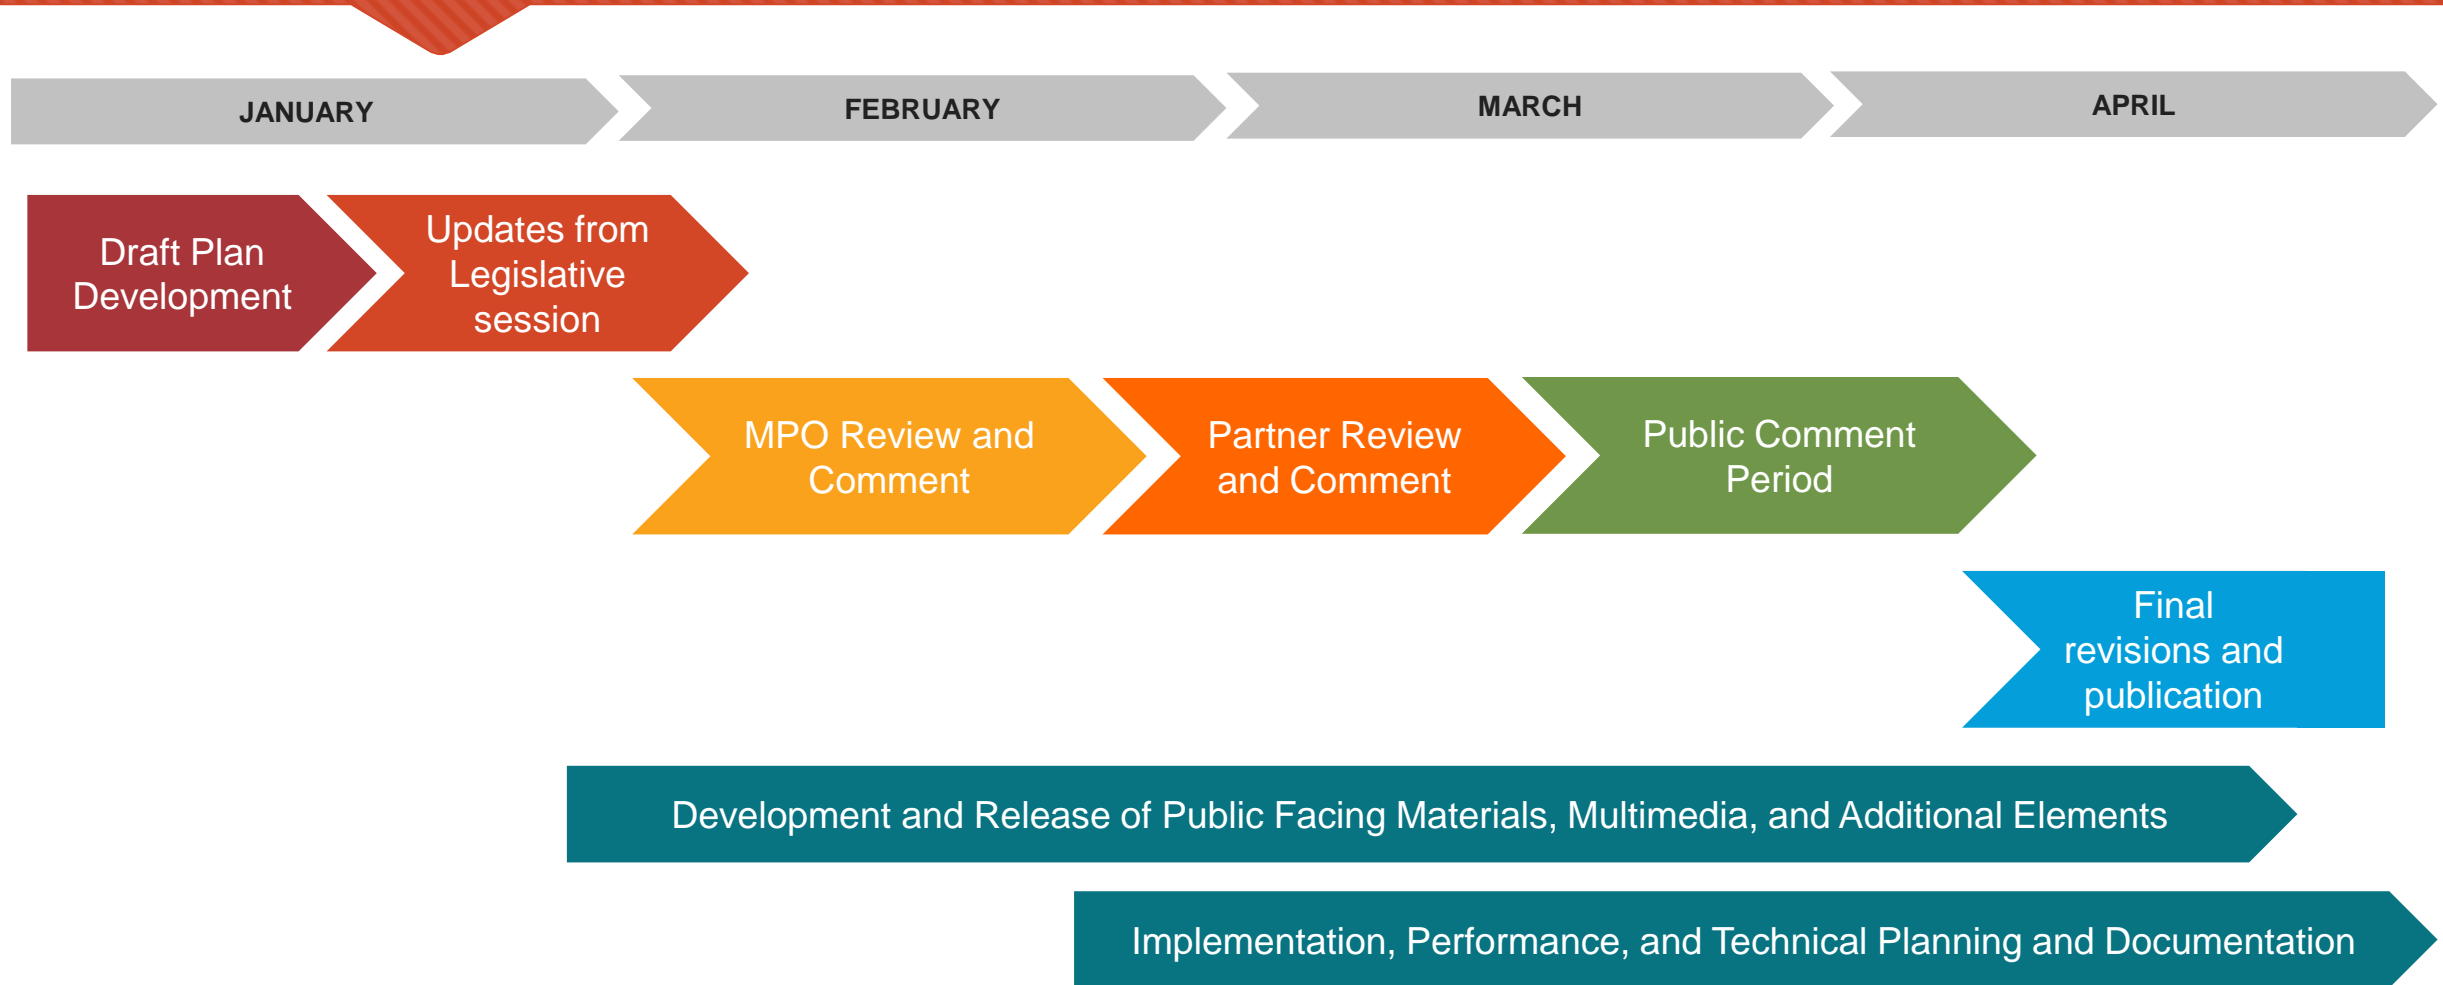 JANUARY
FEBRUARY
MARCH
APRIL
Draft Plan
Development
Updates from
Legislative
session
MPO Review and
Comment
Partner Review
and Comment
Public Comment
Period
Final
revisions and
publication
Development and Release of Public Facing Materials, Multimedia, and Additional Elements
Implementation, Performance, and Technical Planning and Documentation